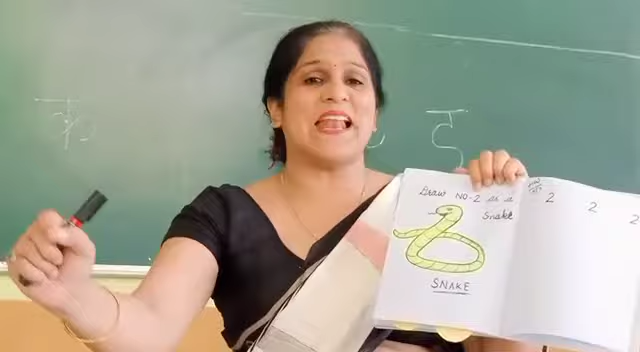 क
ट
Draw NO-2 as a
Snake
SNAKE
2 2 2